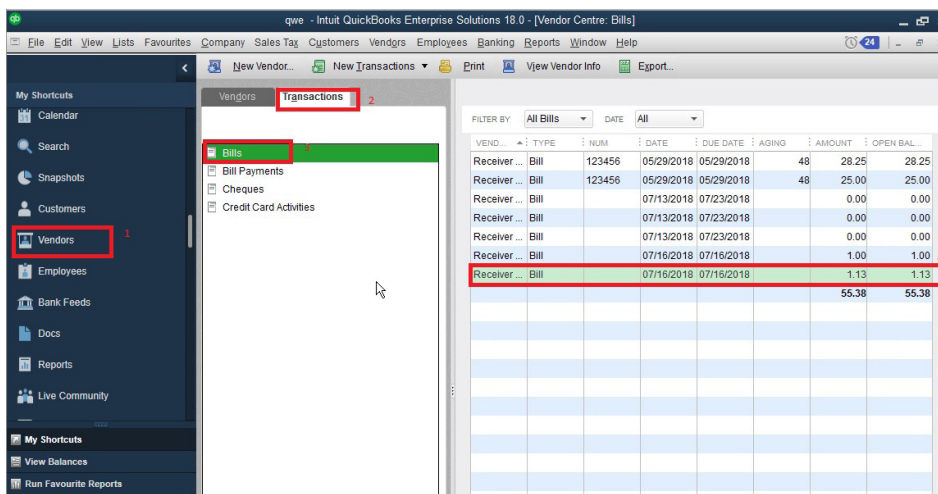 qb
qwe - Intuit QuickBooks Enterprise Solutions 18.0 - [Vendor Centre: Bills]
File Edit View Lists Favourites Company Sales Tax Customers Vendors Employees Banking Reports Window Help 24
New Vendor... New Transactions Print View Vendor Info Export...
My Shortcuts
Calendar
Search
Snapshots
Customers
Vendors 1
Employees
Bank Feeds
Docs
Reports
Live Community
My Shortcuts
View Balances
Run Favourite Reports
Vendors Transactions 2
Bills 3
Bill Payments
Cheques
Credit Card Activities
FILTER BY All Bills DATE All
VEND... TYPE NUM DATE DUE DATE AGING AMOUNT OPEN BAL...
Receiver ... Bill 123456 05/29/2018 05/29/2018 48 28.25 28.25
Receiver ... Bill 123456 05/29/2018 05/29/2018 48 25.00 25.00
Receiver ... Bill 07/13/2018 07/23/2018 0.00 0.00
Receiver ... Bill 07/13/2018 07/23/2018 0.00 0.00
Receiver ... Bill 07/13/2018 07/23/2018 0.00 0.00
Receiver ... Bill 07/16/2018 07/16/2018 1.00 1.00
Receiver ... Bill 07/16/2018 07/16/2018 1.13 1.13
55.38 55.38